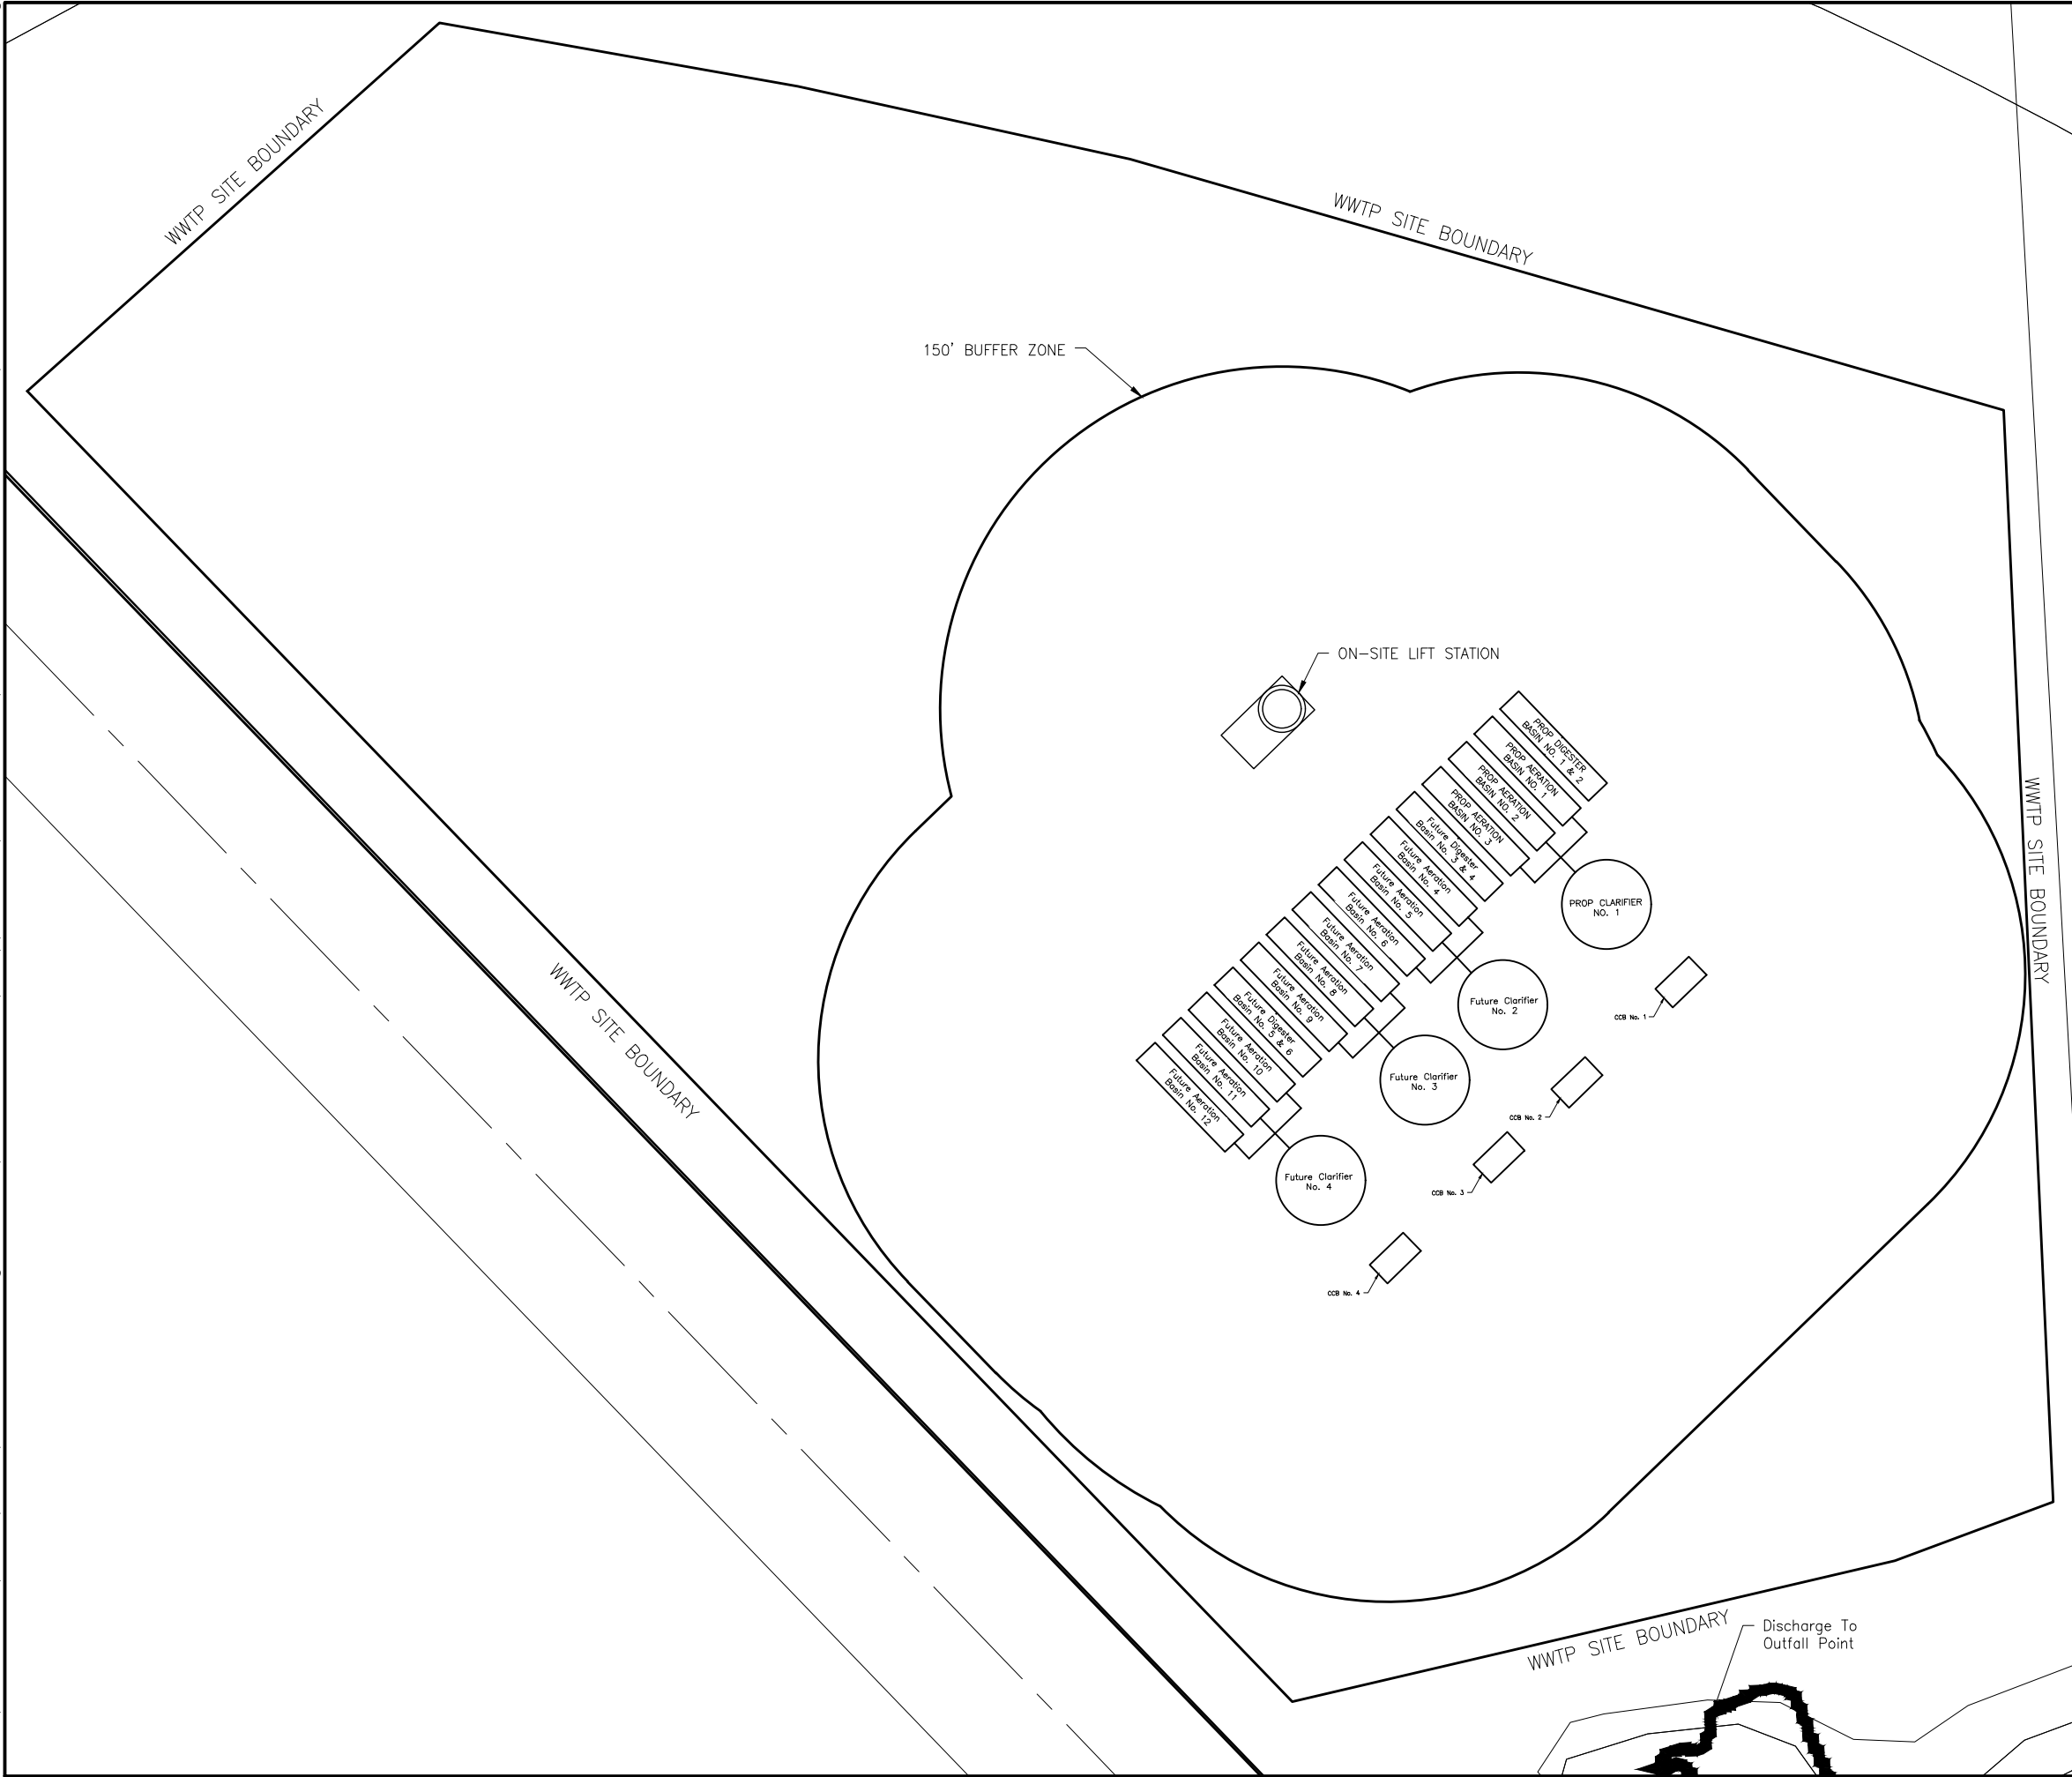 WWTP SITE BOUNDARY
WWTP SITE BOUNDARY
150' BUFFER ZONE
ON-SITE LIFT STATION
PROP DIGESTER
BASIN NO. 1 & 2
PROP AERATION
BASIN NO. 1
PROP AERATION
BASIN NO. 2
PROP AERATION
BASIN NO. 3
Future Digester
Basin No. 3 & 4
Future Aeration
Basin No. 4
Future Aeration
Basin No. 5
Future Aeration
Basin No. 6
Future Aeration
Basin No. 7
Future Aeration
Basin No. 8
Future Aeration
Basin No. 9
Future Digester
Basin No. 5 & 6
Future Aeration
Basin No. 10
Future Aeration
Basin No. 11
Future Aeration
Basin No. 12
PROP CLARIFIER
NO. 1
Future Clarifier
No. 2
Future Clarifier
No. 3
Future Clarifier
No. 4
CCB No. 1
CCB No. 2
CCB No. 3
CCB No. 4
WWTP SITE BOUNDARY
WWTP SITE BOUNDARY
WWTP SITE BOUNDARY
Discharge To
Outfall Point